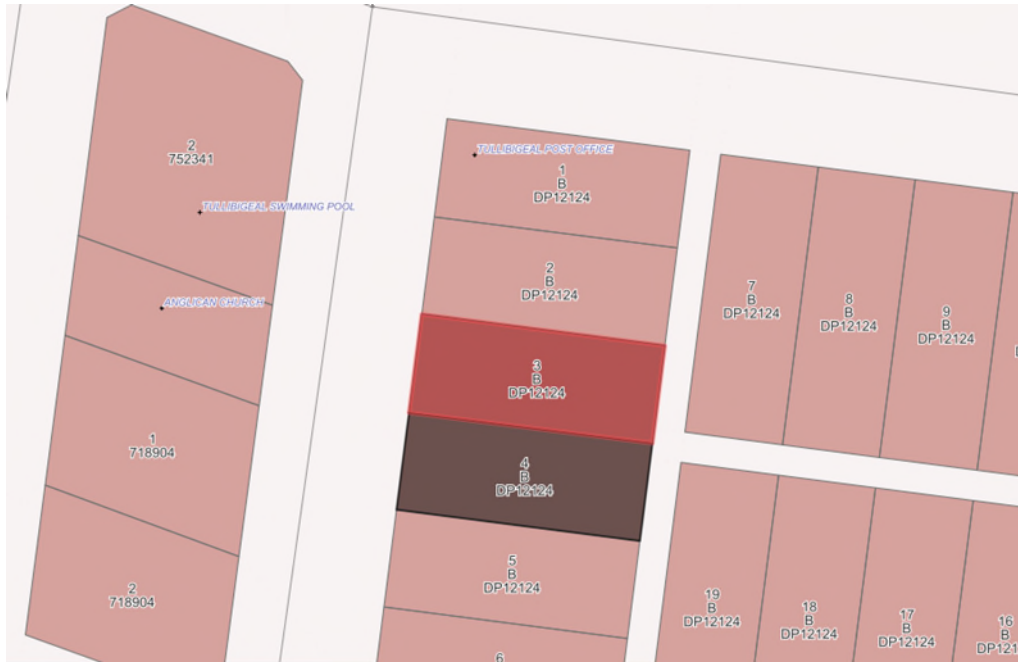 2
752341
TULLIBIGEAL SWIMMING POOL
ANGLICAN CHURCH
1
718904
2
718904
TULLIBIGEAL POST OFFICE
1
B
DP12124
2
B
DP12124
3
B
DP12124
4
B
DP12124
5
B
DP12124
6
7
B
DP12124
8
B
DP12124
9
B
DP12124
19
B
DP12124
18
B
DP12124
17
B
DP12124
16
B